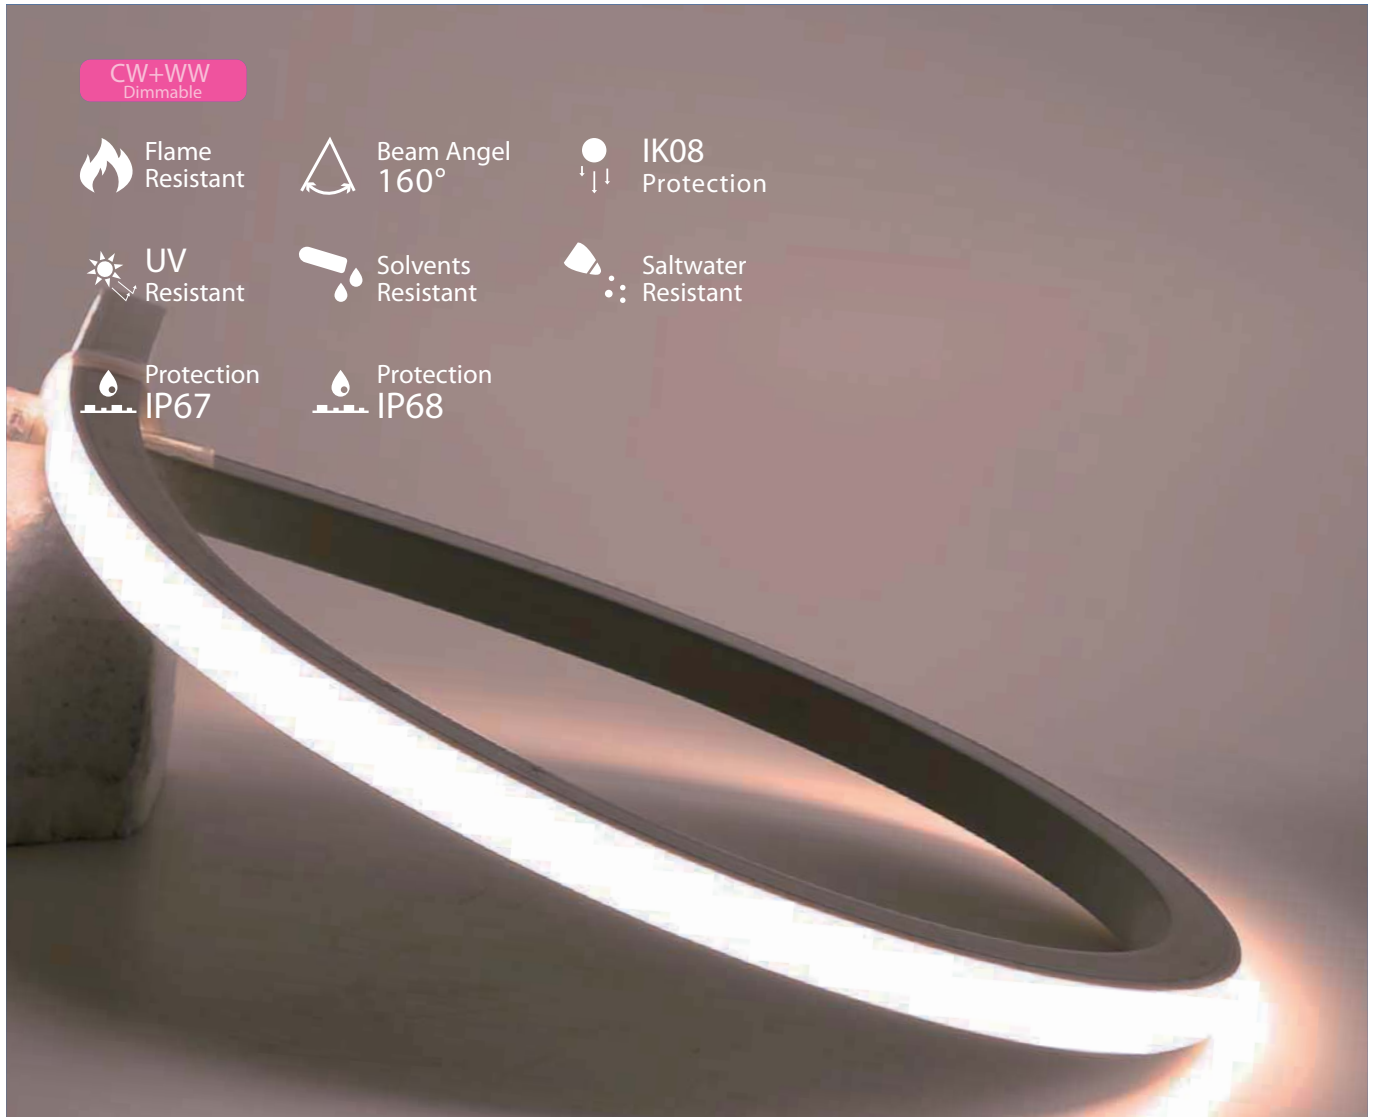 CW+WW
Dimmable
Flame
Resistant
Beam Angel
160°
IK08
Protection
UV
Resistant
Solvents
Resistant
Saltwater
Resistant
Protection
IP67
Protection
IP68